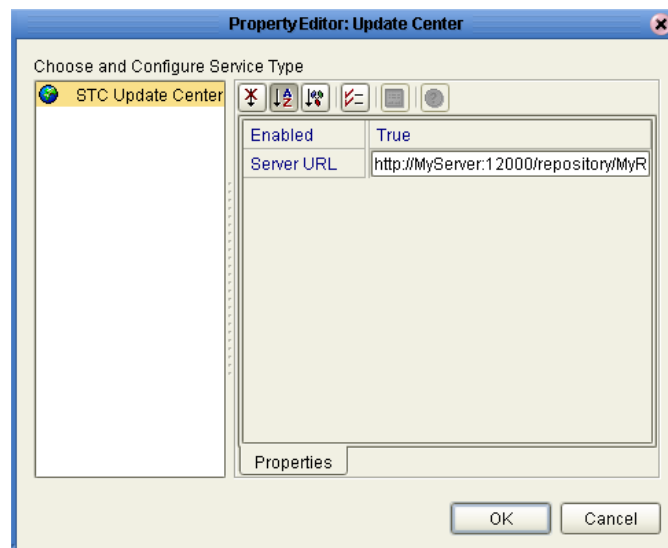 PropertyEditor: Update Center
Choose and Configure Service Type
STC Update Center
Enabled True
Server URL http://MyServer:12000/repository/MyR
Properties
OK Cancel